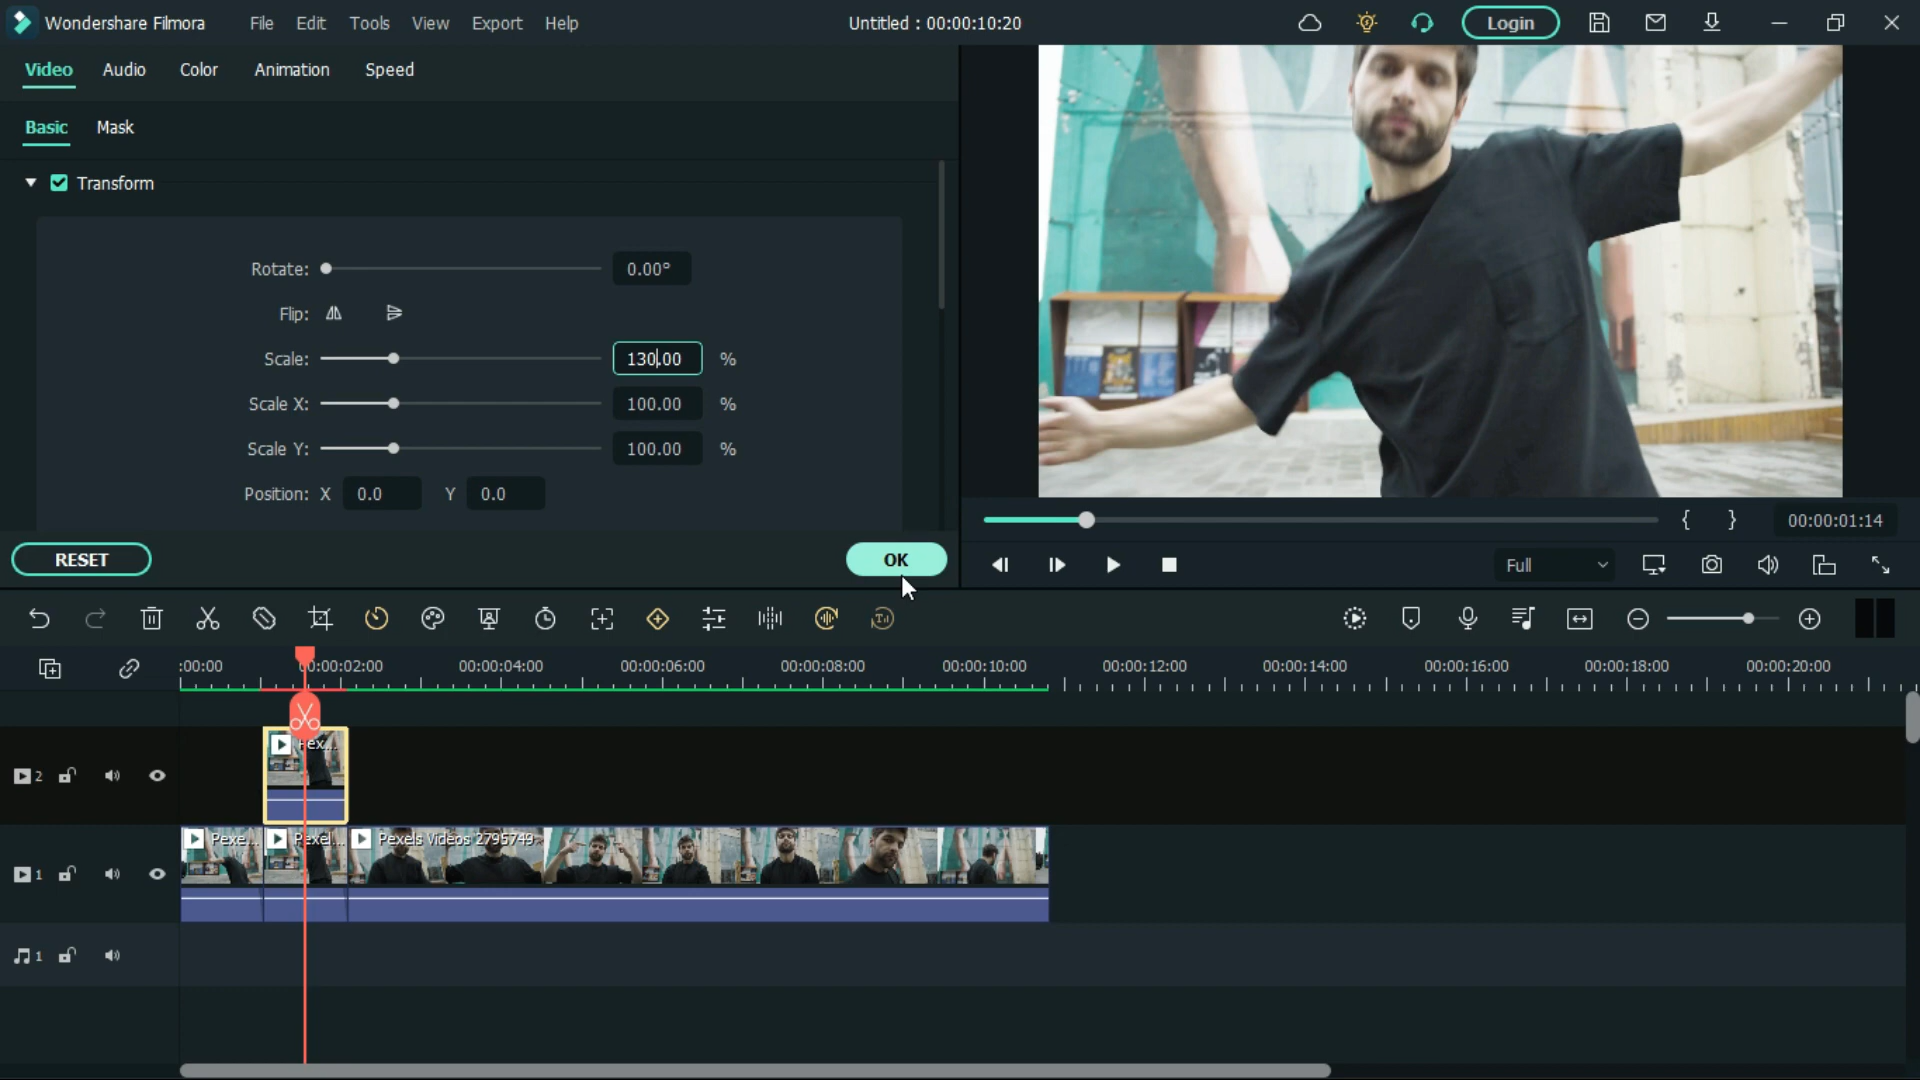 Wondershare Filmora File Edit Tools View Export Help Untitled : 00:00:10:20 Login
Video Audio Color Animation Speed
Basic Mask
Transform
Rotate: 0.00°
Flip:
Scale: 130.00 %
Scale X: 100.00 %
Scale Y: 100.00 %
Position: X 0.0 Y 0.0
RESET OK
{ } 00:00:01:14
Full
:00:00 00:00:02:00 00:00:04:00 00:00:06:00 00:00:08:00 00:00:10:00 00:00:12:00 00:00:14:00 00:00:16:00 00:00:18:00 00:00:20:00
2
1 Pexe... Pexel... Pexels Videos 2795749
1